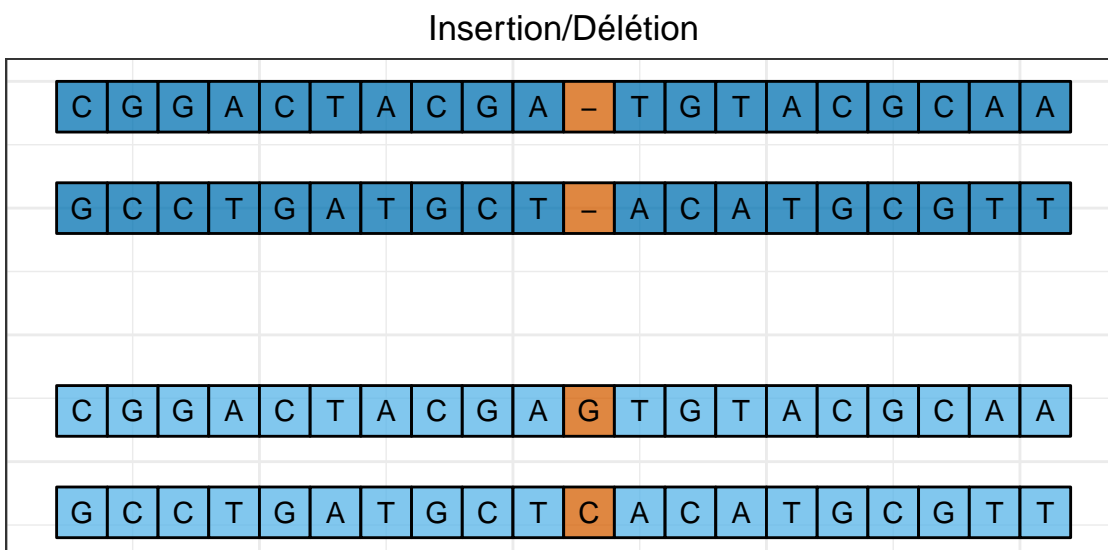 Insertion/Délétion
C G G A C T A C G A – T G T A C G C A A
G C C T G A T G C T – A C A T G C G T T
C G G A C T A C G A G T G T A C G C A A
G C C T G A T G C T C A C A T G C G T T